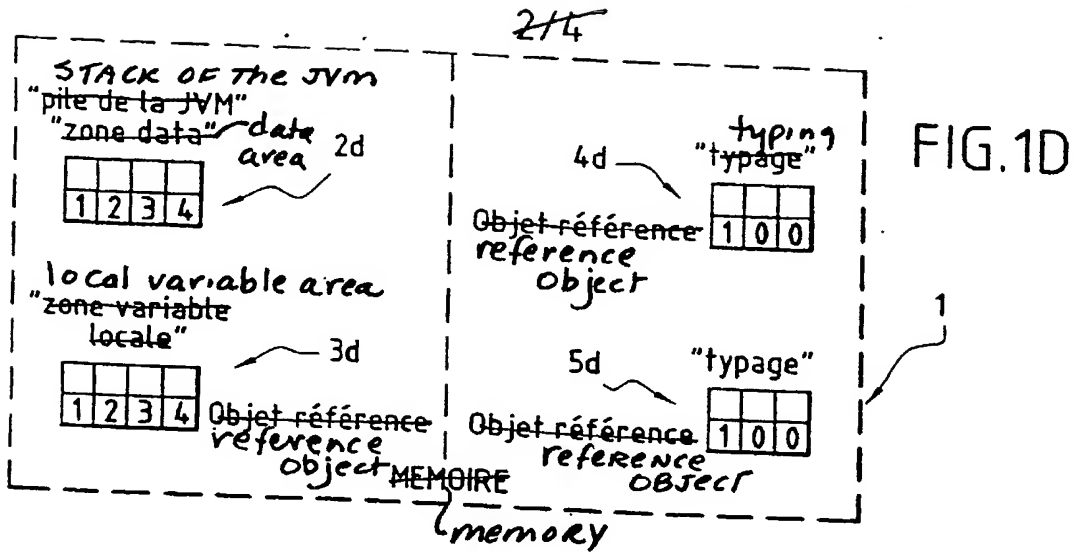 2/4
STACK OF The JVM
"pile de la JVM"
"zone data" data
area
2d
1 2 3 4
local variable area
"zone variable
locale"
3d
1 2 3 4
Objet référence
référence
object
typing
4d
"typage"
Objet référence
reference
Object
1 0 0
5d
"typage"
Objet référence
refeRENCE
OBJecT
1 0 0
MEMOIRE
memory
1
FIG.1D